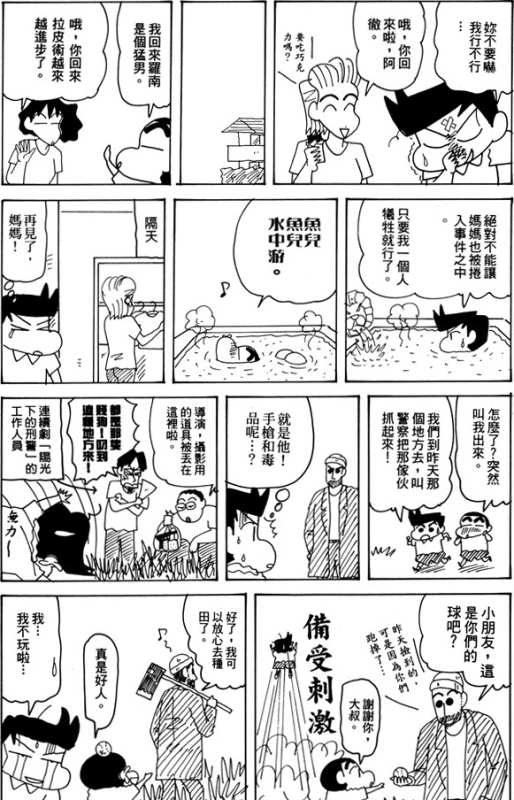 妳不要嚇
我行不行
…
哦，你回
來啦，阿
徹。
要吃巧克
力嗎？
我回來羅南
是個猛男。
哦，你回來
拉皮術越來
越進步了。
絕對不能讓
媽媽也被捲
入事件之中
只要我一個人
犧牲就行了。
魚兒魚兒
水中游。
隔天
再見了，
媽媽！
怎麼了？突然
叫我出來。
我們到昨天那
個地方去，叫
警察把那傢伙
抓起來！
就是他！
手槍和毒
品呢…？
導演，攝影用
的道具被丟在
這裡啦。
都是那隻
賤狗！叼到
這種地方來！
連續劇「陽光
下的刑警」的
工作人員
無力～
小朋友，這
是你們的
球吧？
昨天撿到的，
可是因為你們
跑掉了…
謝謝你，
大叔。
備受刺激
好了，我可
以放心去種
田了。
真是好人。
我…
我不玩啦…